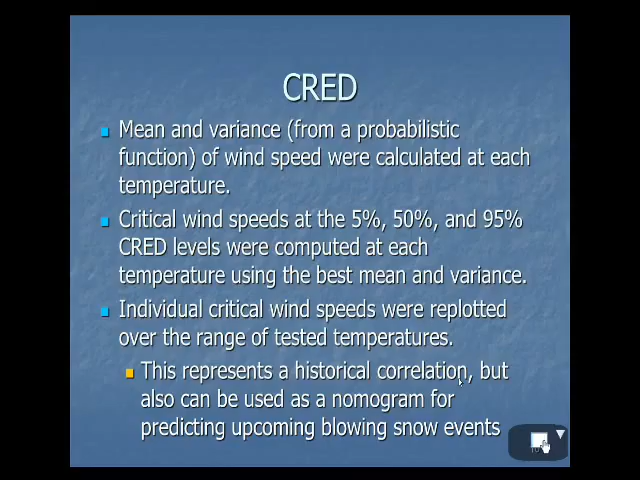 CRED
Mean and variance (from a probabilistic
function) of wind speed were calculated at each
temperature.
Critical wind speeds at the 5%, 50%, and 95%
CRED levels were computed at each
temperature using the best mean and variance.
Individual critical wind speeds were replotted
over the range of tested temperatures.
This represents a historical correlation, but
also can be used as a nomogram for
predicting upcoming blowing snow events